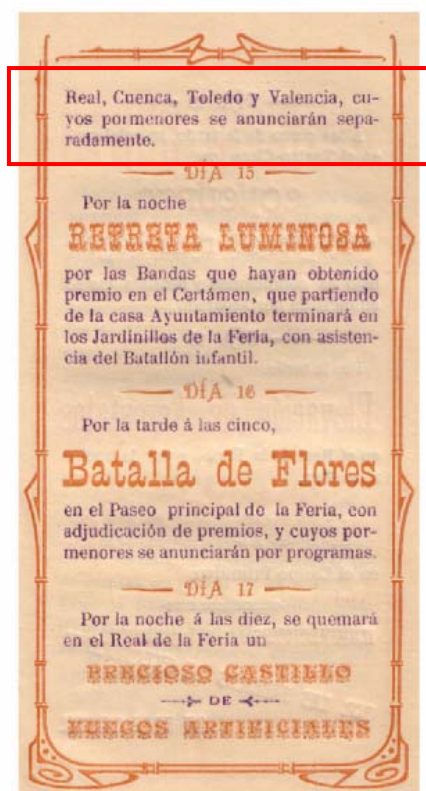 Real, Cuenca, Toledo y Valencia, cu-
yos pormenores se anunciarán sepa-
radamente.
DÍA 15
Por la noche
RETRETA LUMINOSA
por las Bandas que hayan obtenido
premio en el Certámen, que partiendo
de la casa Ayuntamiento terminará en
los Jardinillos de la Feria, con asisten-
cia del Batallón infantil.
DÍA 16
Por la tarde á las cinco,
Batalla de Flores
en el Paseo principal de la Feria, con
adjudicación de premios, y cuyos por-
menores se anunciarán por programas.
DÍA 17
Por la noche á las diez, se quemará
en el Real de la Feria un
PRECIOSO CASTILLO
DE
FUEGOS ARTIFICIALES